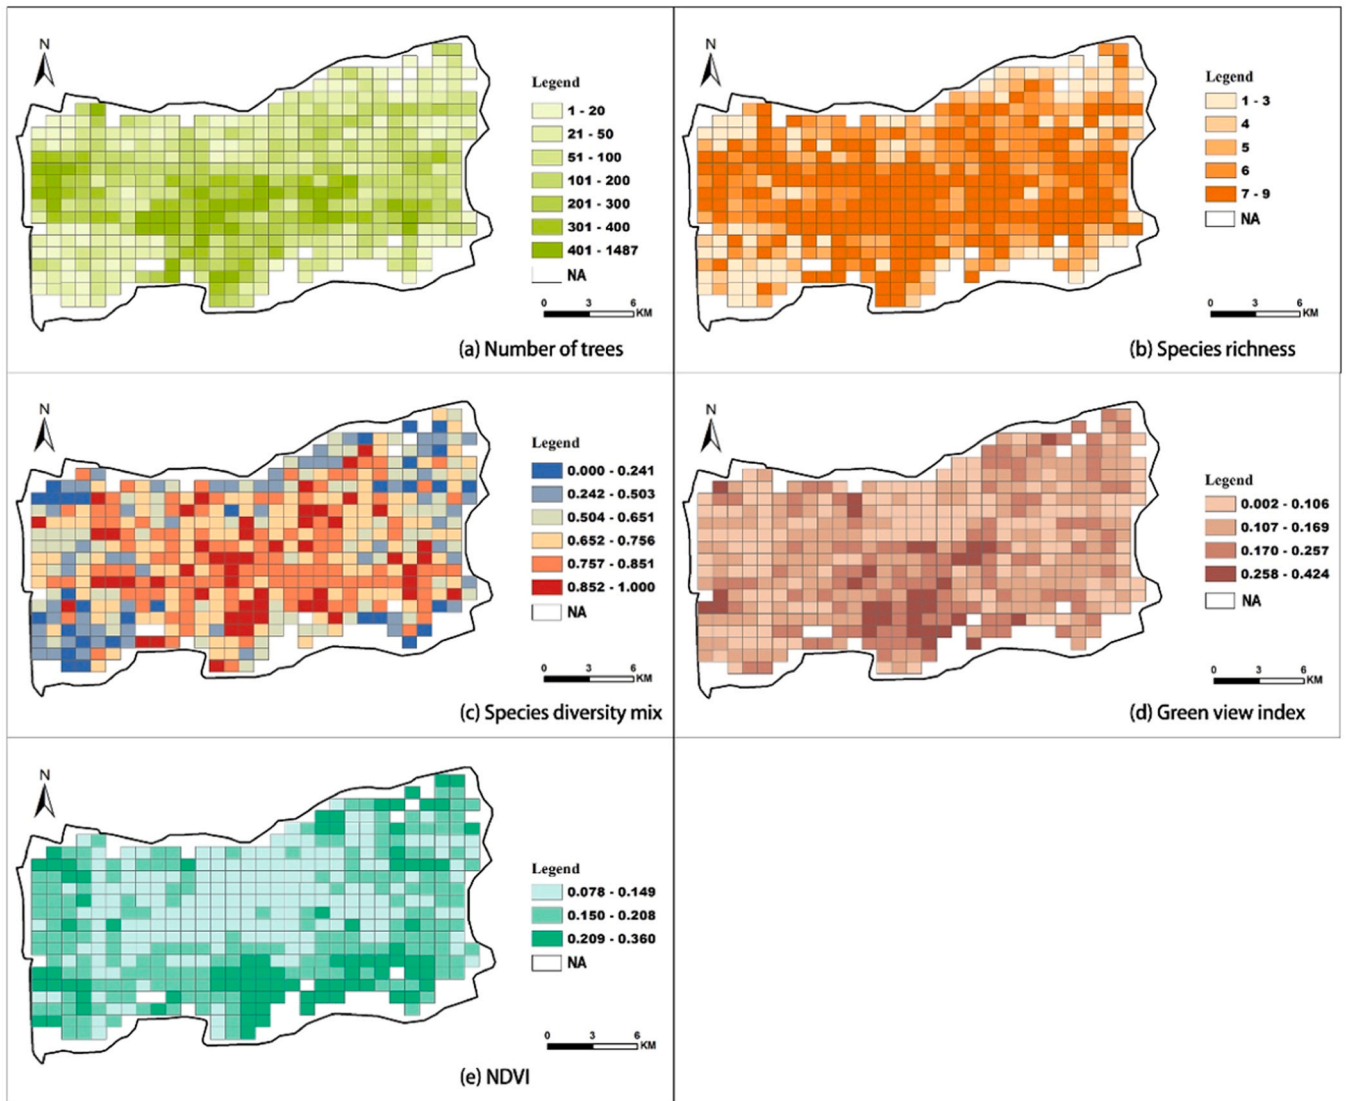 N
Legend
1 - 20
21 - 50
51 - 100
101 - 200
201 - 300
301 - 400
401 - 1487
NA
0 3 6
KM
(a) Number of trees
N
Legend
1 - 3
4
5
6
7 - 9
NA
0 3 6
KM
(b) Species richness
N
Legend
0.000 - 0.241
0.242 - 0.503
0.504 - 0.651
0.652 - 0.756
0.757 - 0.851
0.852 - 1.000
NA
0 3 6
KM
(c) Species diversity mix
N
Legend
0.002 - 0.106
0.107 - 0.169
0.170 - 0.257
0.258 - 0.424
NA
0 3 6
KM
(d) Green view index
N
Legend
0.078 - 0.149
0.150 - 0.208
0.209 - 0.360
NA
0 3 6
KM
(e) NDVI